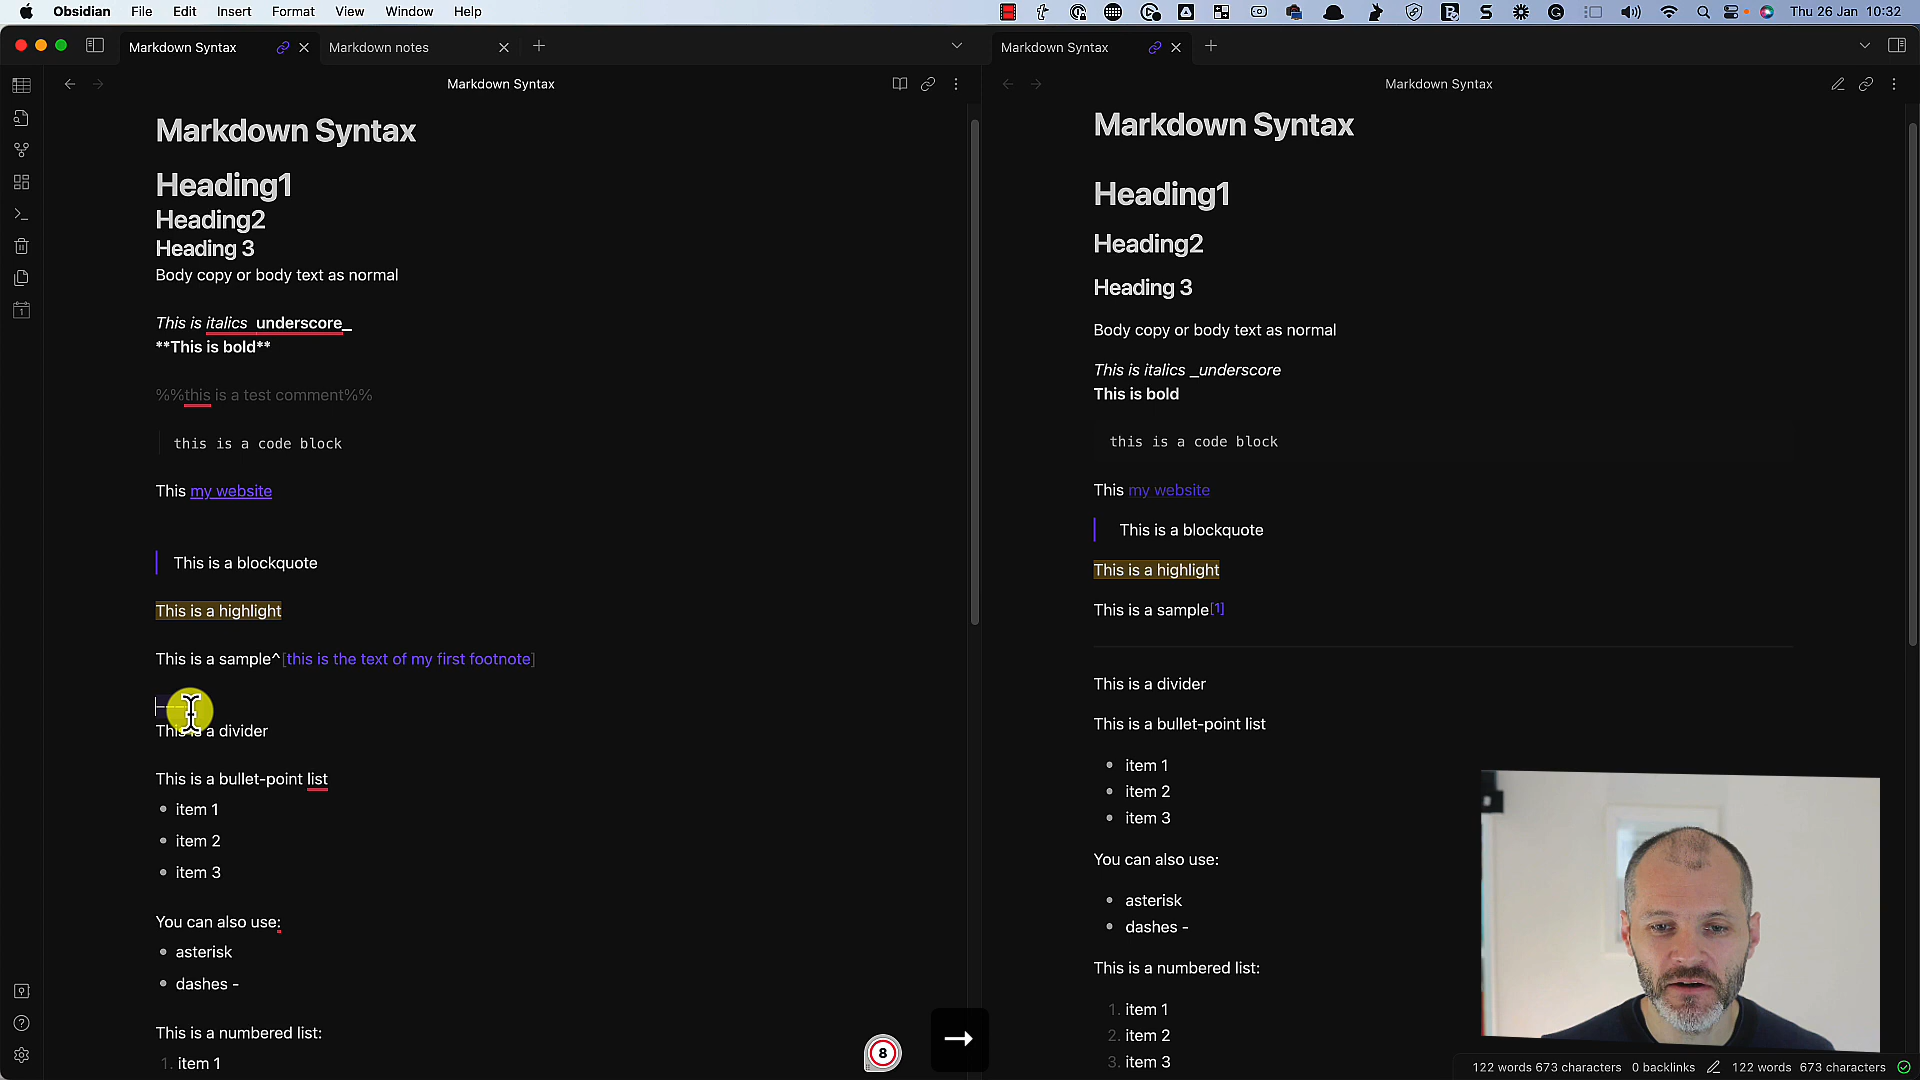 Obsidian File Edit Insert Format View Window Help Thu 26 Jan 10:32
Markdown Syntax Markdown notes
Markdown Syntax
Markdown Syntax
Heading1
Heading2
Heading 3
Body copy or body text as normal
This is italics underscore_
**This is bold**
%%this is a test comment%%
this is a code block
This my website
This is a blockquote
This is a highlight
This is a sample^[this is the text of my first footnote]
This is a divider
This is a bullet-point list
item 1
item 2
item 3
You can also use:
asterisk
dashes -
This is a numbered list:
1. item 1
8
Markdown Syntax
Markdown Syntax
Markdown Syntax
Heading1
Heading2
Heading 3
Body copy or body text as normal
This is italics _underscore
This is bold
this is a code block
This my website
This is a blockquote
This is a highlight
This is a sample[1]
This is a divider
This is a bullet-point list
item 1
item 2
item 3
You can also use:
asterisk
dashes -
This is a numbered list:
1. item 1
2. item 2
3. item 3
122 words 673 characters 0 backlinks 122 words 673 characters